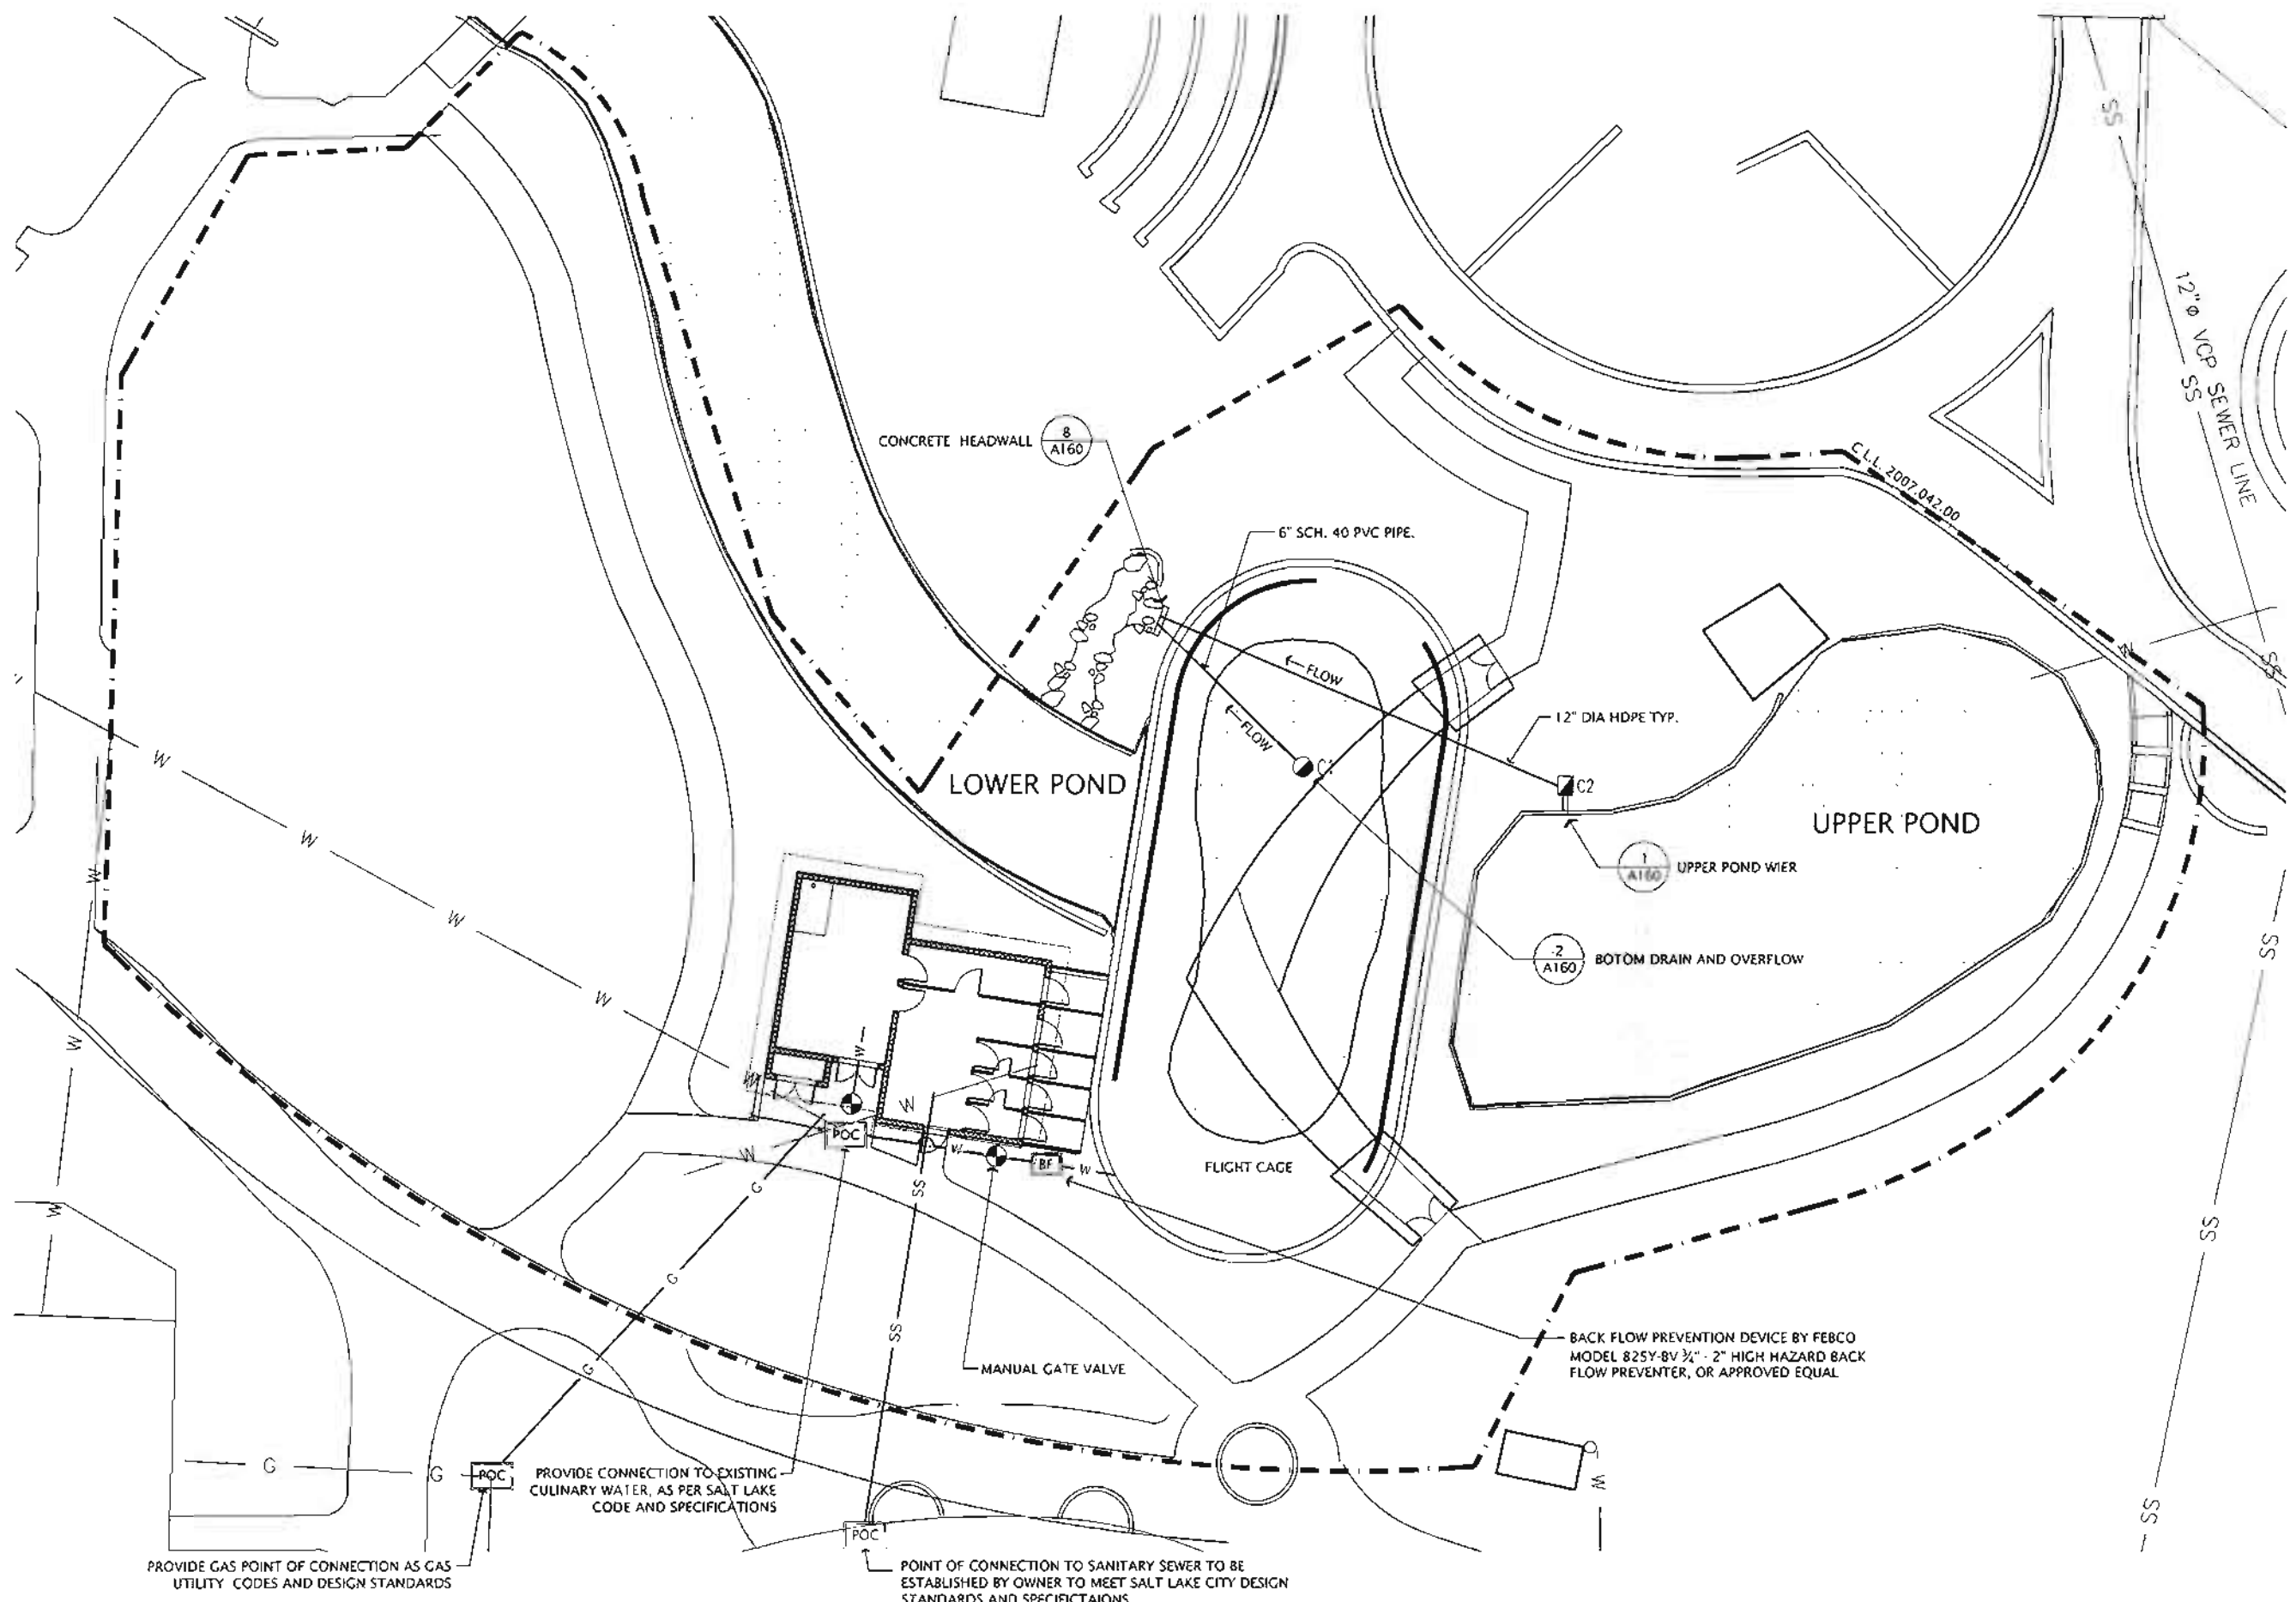 SS
12"ø VCP SEWER LINE
SS
SS
CONCRETE HEADWALL
8
A160
C.L.L. 2007.042.00
6" SCH. 40 PVC PIPE.
FLOW
FLOW
12" DIA HDPE TYP.
C1
C2
LOWER POND
UPPER POND
1
A160
UPPER POND WIER
2
A160
BOTOM DRAIN AND OVERFLOW
W
W
W
W
W
W
W
W
W
W
W
W
POC
BF
W
W
FLIGHT CAGE
G
SS
SS
SS
G
SS
G
MANUAL GATE VALVE
BACK FLOW PREVENTION DEVICE BY FEBCO
MODEL 825Y-BV ¾" - 2" HIGH HAZARD BACK
FLOW PREVENTER, OR APPROVED EQUAL
G
G
POC
PROVIDE CONNECTION TO EXISTING
CULINARY WATER, AS PER SALT LAKE
CODE AND SPECIFICATIONS
W
SS
POC
PROVIDE GAS POINT OF CONNECTION AS GAS
UTILITY CODES AND DESIGN STANDARDS
POINT OF CONNECTION TO SANITARY SEWER TO BE
ESTABLISHED BY OWNER TO MEET SALT LAKE CITY DESIGN
STANDARDS AND SPECIFICTAIONS